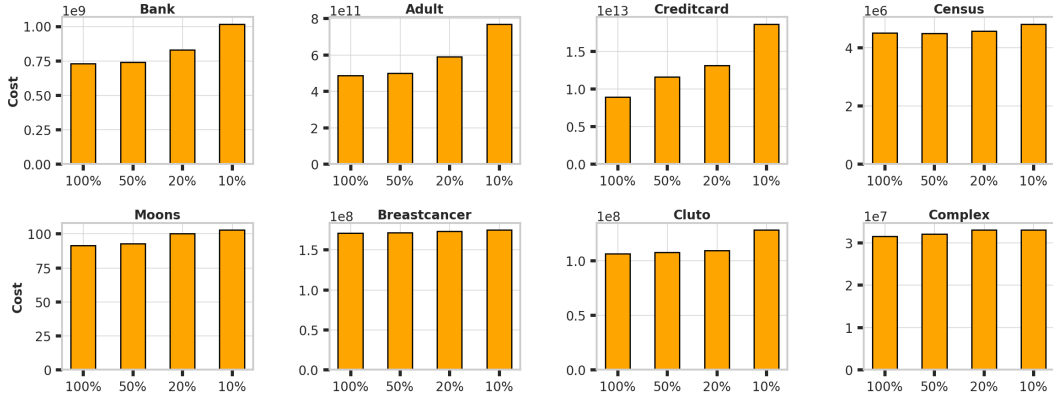 Bank
1e9
Cost
1.00
0.75
0.50
0.25
0.00
100% 50% 20% 10%
Adult
1e11
8
6
4
2
0
100% 50% 20% 10%
Creditcard
1e13
1.5
1.0
0.5
0.0
100% 50% 20% 10%
Census
1e6
4
2
0
100% 50% 20% 10%
Moons
Cost
100
75
50
25
0
100% 50% 20% 10%
Breastcancer
1e8
1.5
1.0
0.5
0.0
100% 50% 20% 10%
Cluto
1e8
1.0
0.5
0.0
100% 50% 20% 10%
Complex
1e7
3
2
1
0
100% 50% 20% 10%